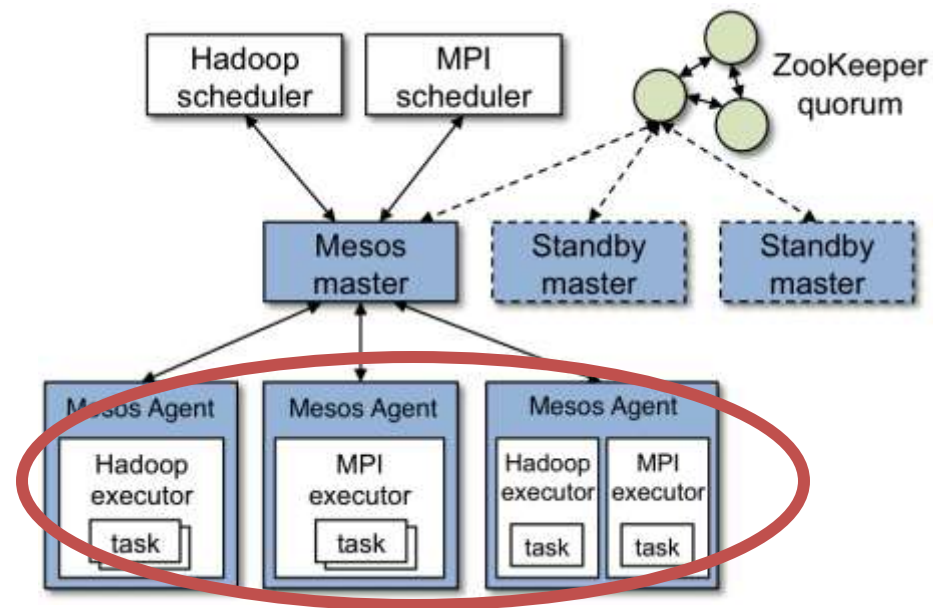 Hadoop
scheduler
MPI
scheduler
ZooKeeper
quorum
Mesos
master
Standby
master
Standby
master
Mesos Agent
Hadoop
executor
task
Mesos Agent
MPI
executor
task
Mesos Agent
Hadoop
executor
task
MPI
executor
task